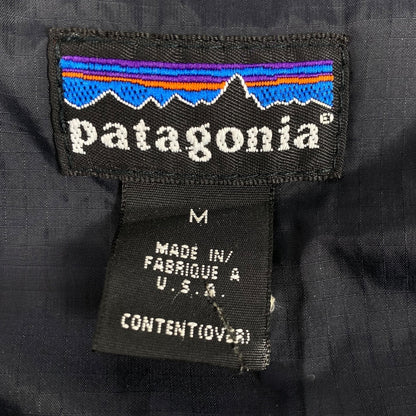 patagonia®
M
MADE IN/
FABRIQUE A
U.S.A.
CONTENT(OVER)